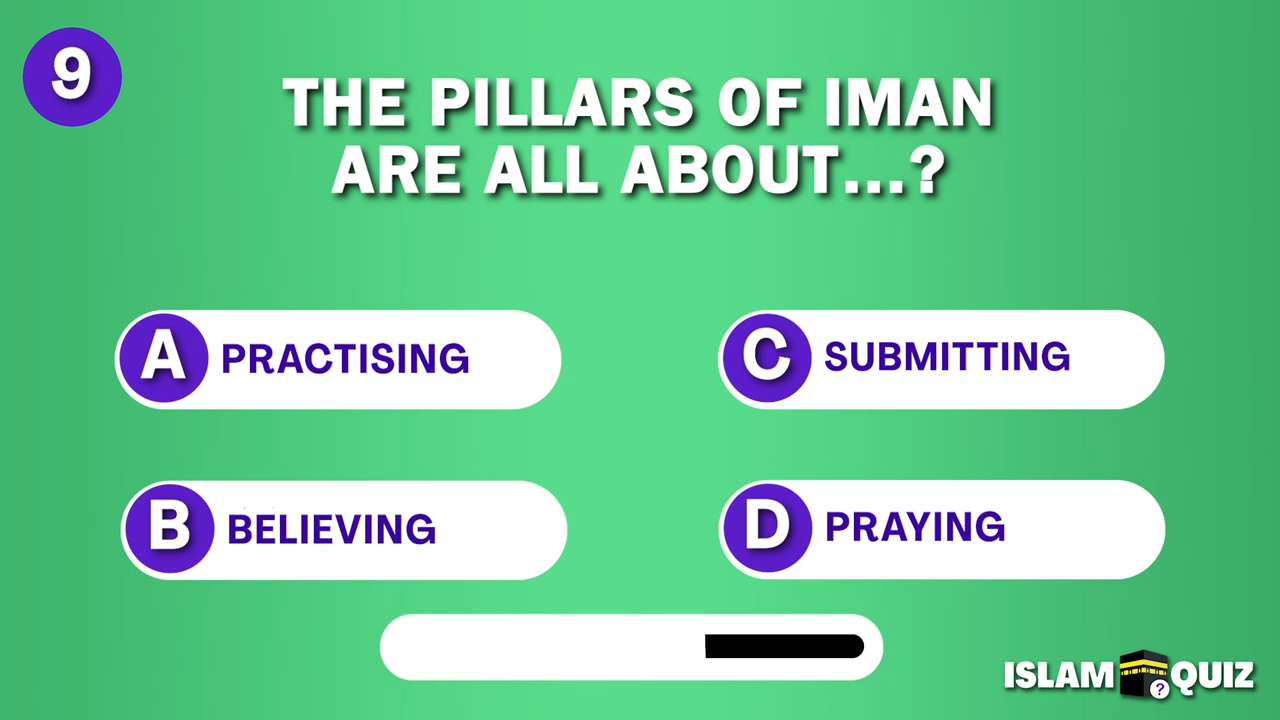 9
THE PILLARS OF IMAN
ARE ALL ABOUT...?
A PRACTISING
B BELIEVING
C SUBMITTING
D PRAYING
ISLAM QUIZ
?